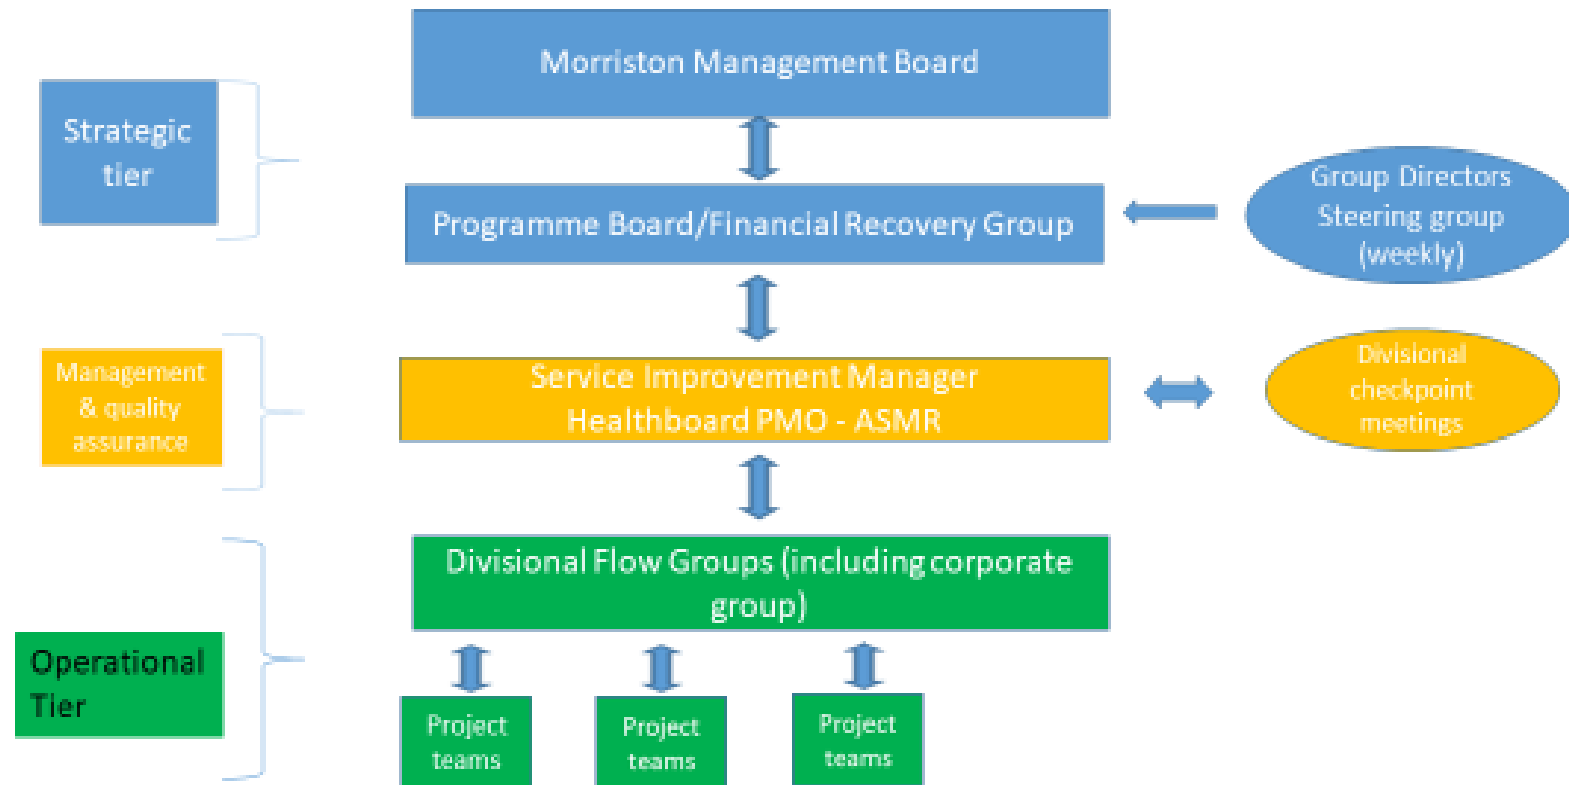 Morriston Management Board
Strategic
tier
Programme Board/Financial Recovery Group
Group Directors
Steering group
(weekly)
Management
& quality
assurance
Service Improvement Manager
Healthboard PMO - ASMR
Divisional
checkpoint
meetings
Divisional Flow Groups (including corporate
group)
Operational
Tier
Project
teams
Project
teams
Project
teams